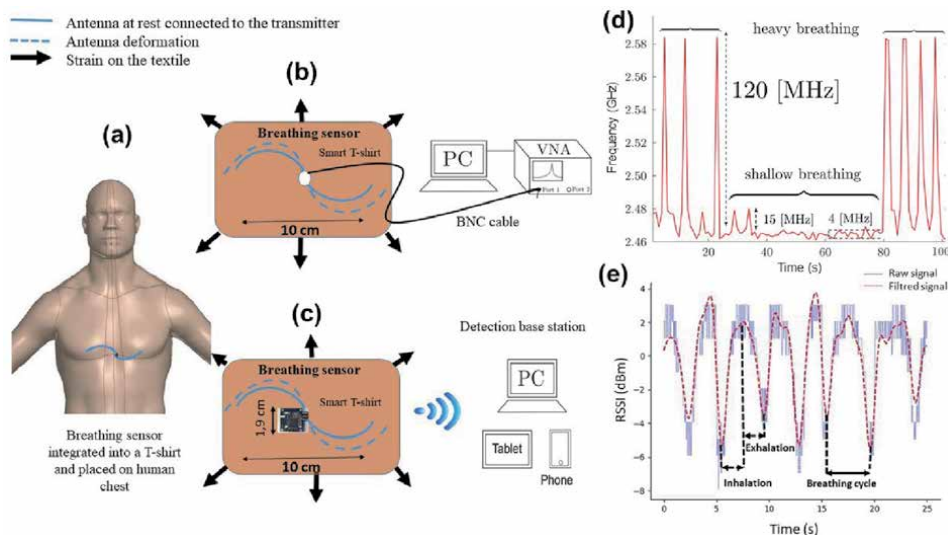 Antenna at rest connected to the transmitter
Antenna deformation
Strain on the textile
(a)
Breathing sensor
integrated into a T-shirt
and placed on human
chest
(b)
Breathing sensor
Smart T-shirt
10 cm
PC
VNA
Port 1
Port 2
BNC cable
(c)
Breathing sensor
Smart T-shirt
1,9 cm
10 cm
Detection base station
PC
Tablet
Phone
(d)
heavy breathing
120 [MHz]
shallow breathing
15 [MHz]
4 [MHz]
Frequency (GHz)
2.58
2.56
2.54
2.52
2.50
2.48
2.46
20
40
60
80
100
Time (s)
(e)
Raw signal
Filtred signal
RSSI (dBm)
4
2
0
−2
−4
−6
−8
Exhalation
Inhalation
Breathing cycle
0
5
10
15
20
25
Time (s)